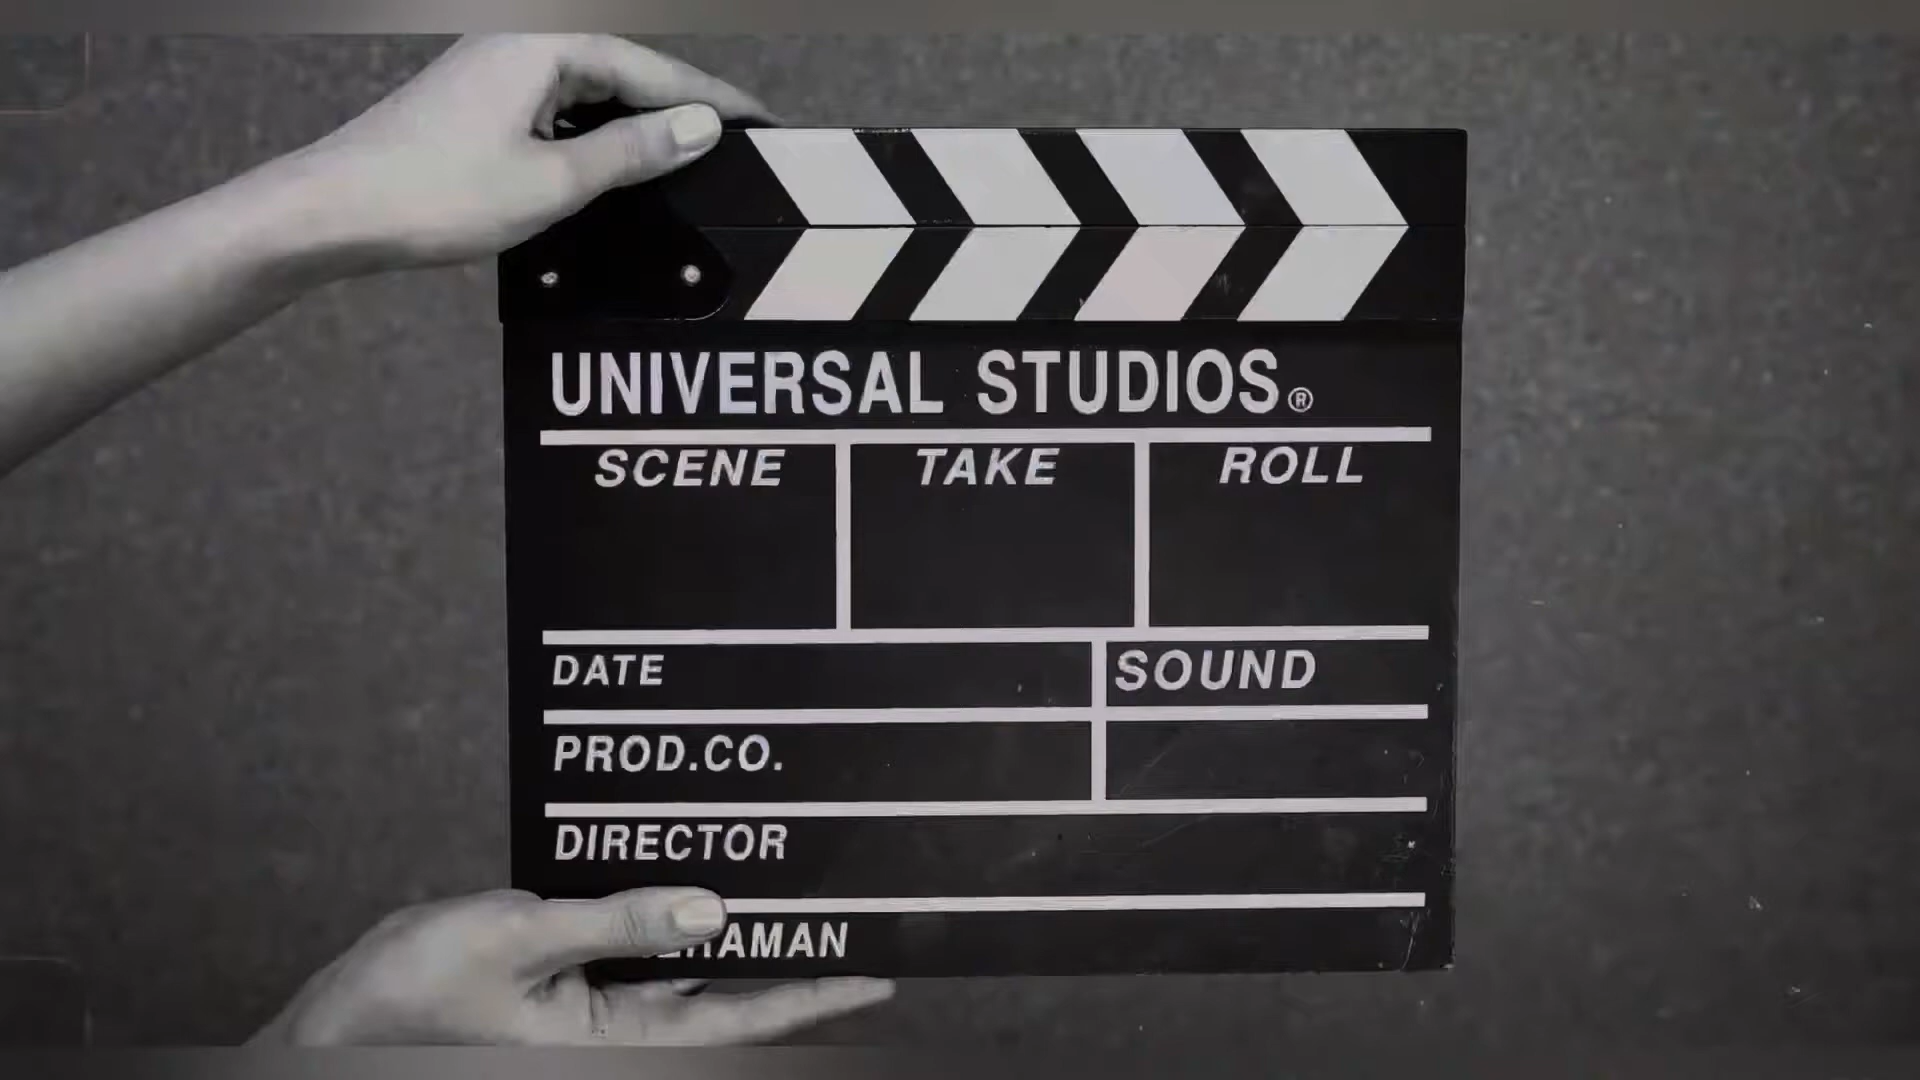 UNIVERSAL STUDIOS®
SCENE TAKE ROLL
DATE SOUND
PROD.CO.
DIRECTOR